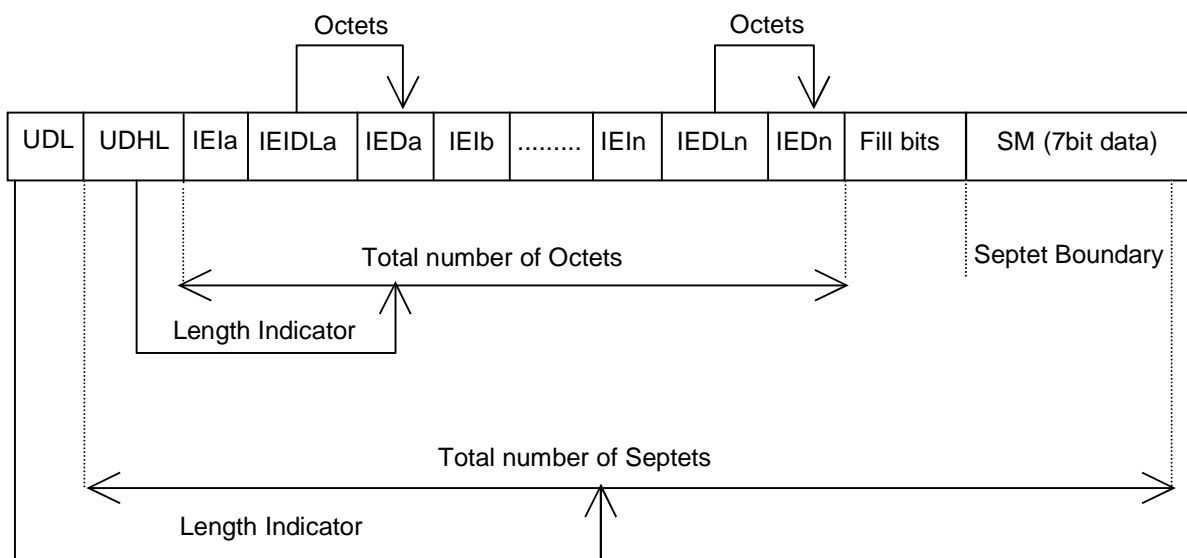 Octets Octets
UDL UDHL IEIa IEIDLa IEDa IEIb ......... IEIn IEDLn IEDn Fill bits SM (7bit data)
Total number of Octets
Septet Boundary
Length Indicator
Total number of Septets
Length Indicator